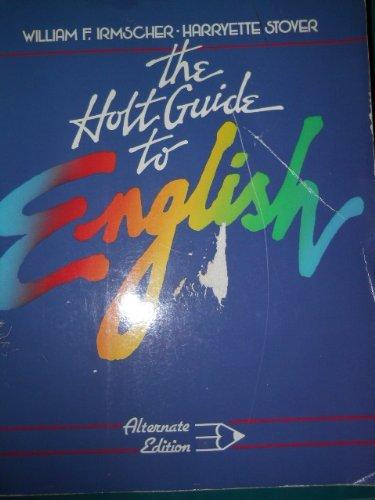 WILLIAM F. IRMSCHER · HARRYETTE STOVER
the
Holt Guide
to
English
Alternate
Edition